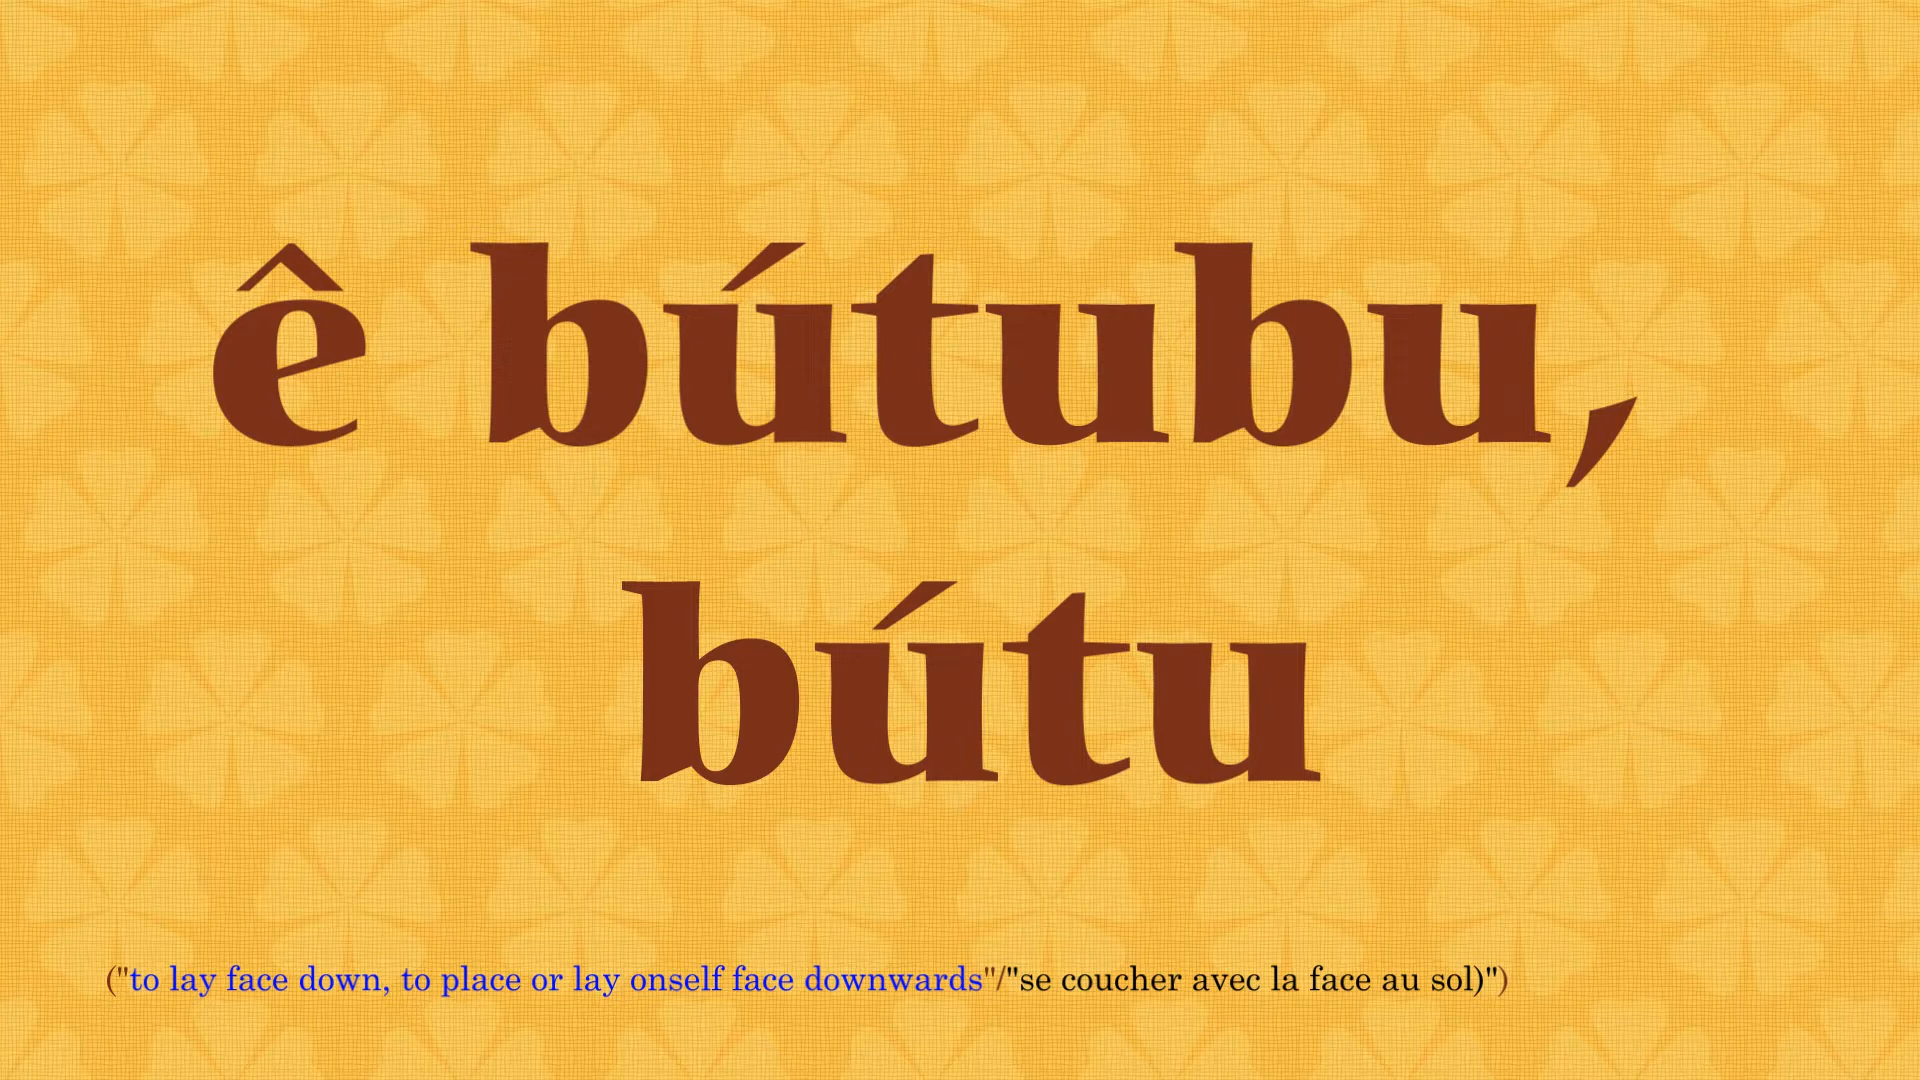 ê bútubu,
bútu
("to lay face down, to place or lay onself face downwards"/"se coucher avec la face au sol)")